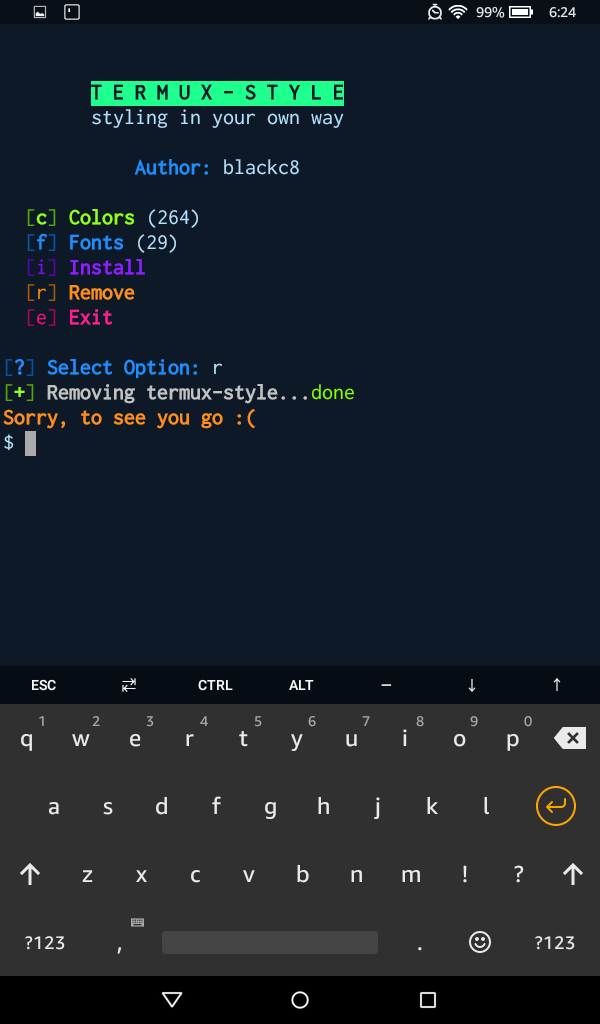 99% 6:24
T E R M U X - S T Y L E
styling in your own way
Author: blackc8
[c] Colors (264)
[f] Fonts (29)
[i] Install
[r] Remove
[e] Exit
[?] Select Option: r
[+] Removing termux-style...done
Sorry, to see you go :(
$
ESC CTRL ALT — ↓ ↑
1 2 3 4 5 6 7 8 9 0
q w e r t y u i o p
a s d f g h j k l
z x c v b n m ! ?
?123 , . ?123